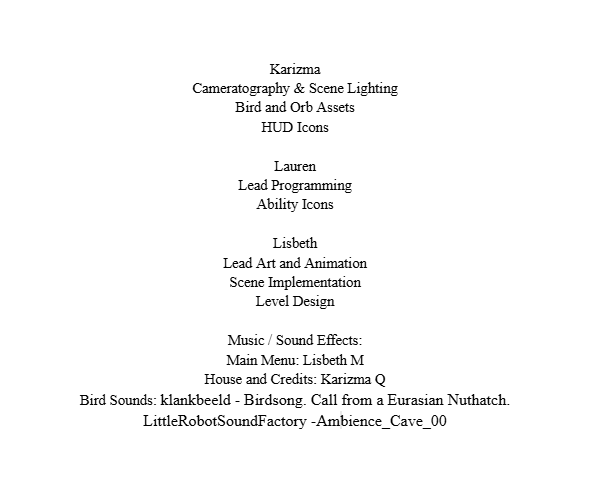 Karizma
Cameratography & Scene Lighting
Bird and Orb Assets
HUD Icons
Lauren
Lead Programming
Ability Icons
Lisbeth
Lead Art and Animation
Scene Implementation
Level Design
Music / Sound Effects:
Main Menu: Lisbeth M
House and Credits: Karizma Q
Bird Sounds: klankbeeld - Birdsong. Call from a Eurasian Nuthatch.
LittleRobotSoundFactory -Ambience_Cave_00